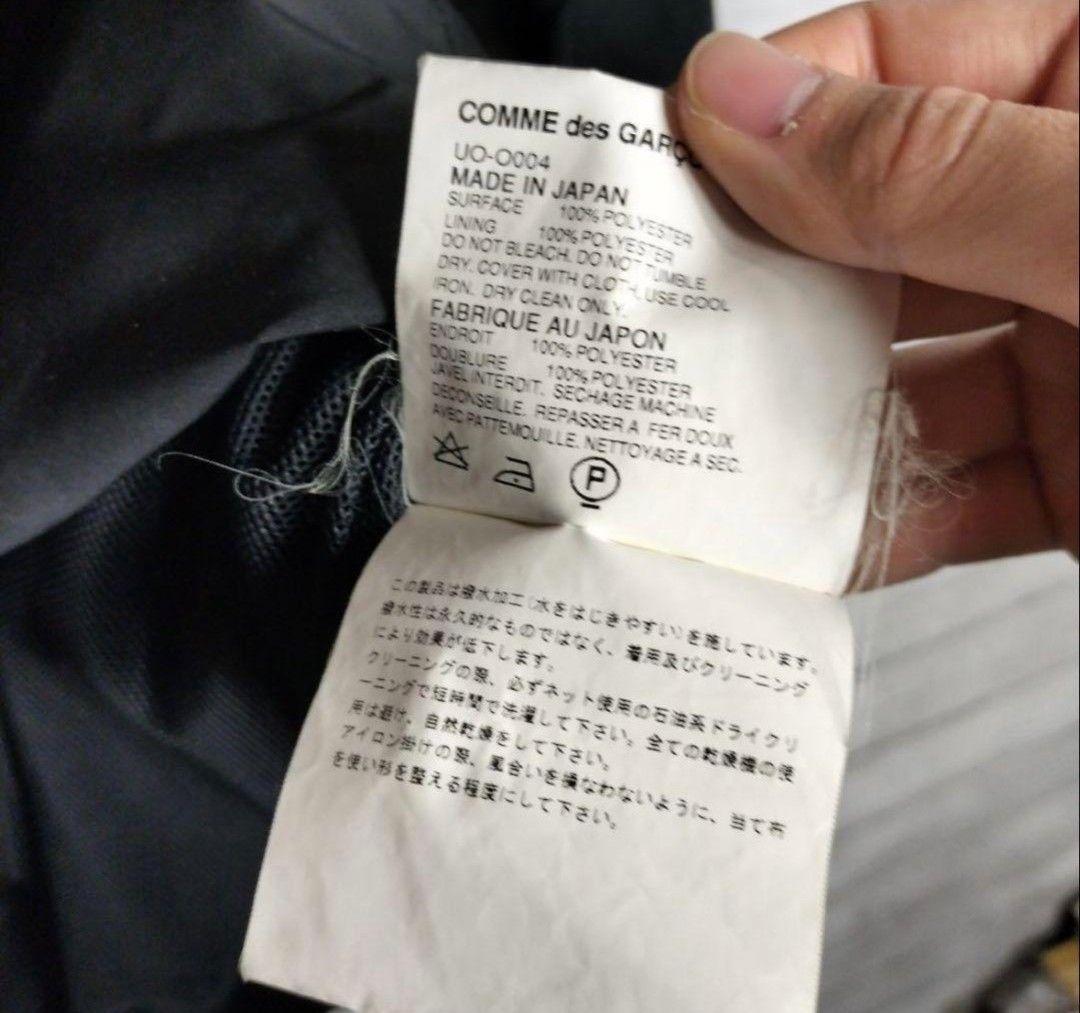 COMME des GARÇO
UO-O004
MADE IN JAPAN
SURFACE 100% POLYESTER
LINING 100% POLYESTER
DO NOT BLEACH. DO NOT TUMBLE
DRY. COVER WITH CLOTH, USE COOL
IRON. DRY CLEAN ONLY.
FABRIQUE AU JAPON
ENDROIT 100% POLYESTER
DOUBLURE 100% POLYESTER
JAVEL INTERDIT. SECHAGE MACHINE
DECONSEILLE. REPASSER A FER DOUX
AVEC PATTEMOUILLE. NETTOYAGE A SEC.
P
この製品は撥水加工(水をはじきやすい)を施しています。
撥水性は永久的なものではなく、着用及びクリーニング
により効果が低下します。
クリーニングの際、必ずネット使用の石油系ドライクリ
ーニングで短時間で洗濯して下さい。全ての乾燥機の使
用は避け、自然乾燥をして下さい。
アイロン掛けの際、風合いを損なわないように、当て布
を使い形を整える程度にして下さい。